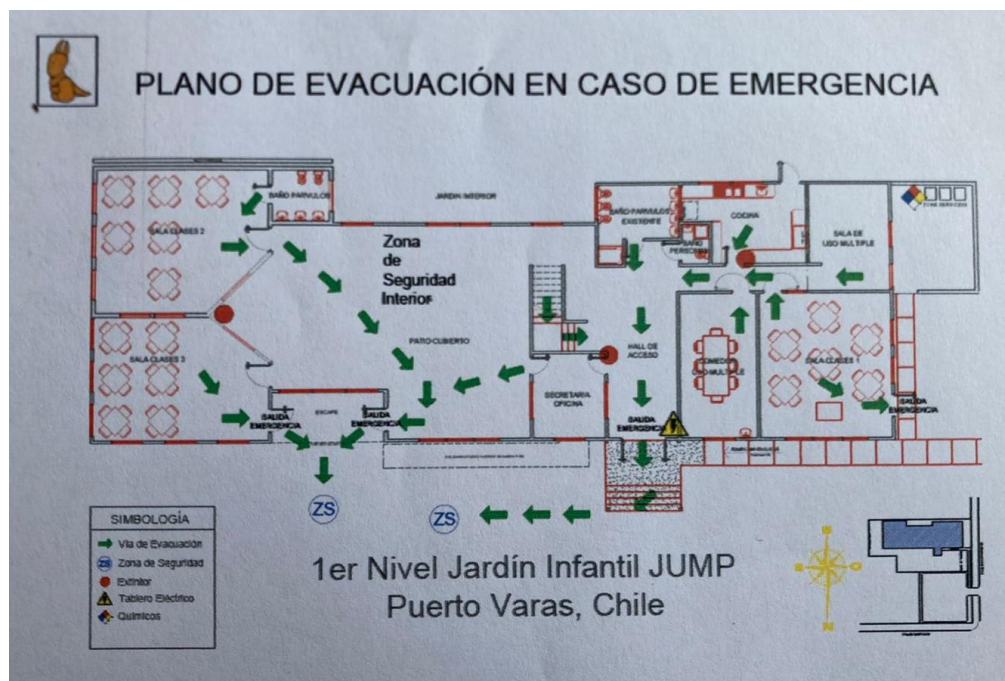 PLANO DE EVACUACIÓN EN CASO DE EMERGENCIA
BAÑO PARVULOS
JARDIN INTERIOR
BAÑO PARVULOS
EXISTENTE
COCINA
SALA DE
USO MULTIPLE
BAÑO
SALA CLASES 2
Zona
de
Seguridad
Interior
PATIO CUBIERTO
HALL DE
ACCESO
SALA CLASES 3
COMEDOR
USO MULTIPLE
SALA CLASES 1
SECRETARIA
OFICINA
SALIDA
EMERGENCIA
ESCAPE
SALIDA
EMERGENCIA
SALIDA
EMERGENCIA
SALIDA
EMERGENCIA
ZS
ZS
SIMBOLOGÍA
Vía de Evacuación
ZS Zona de Seguridad
Extintor
Tablero Eléctrico
Químicos
1er Nivel Jardín Infantil JUMP
Puerto Varas, Chile